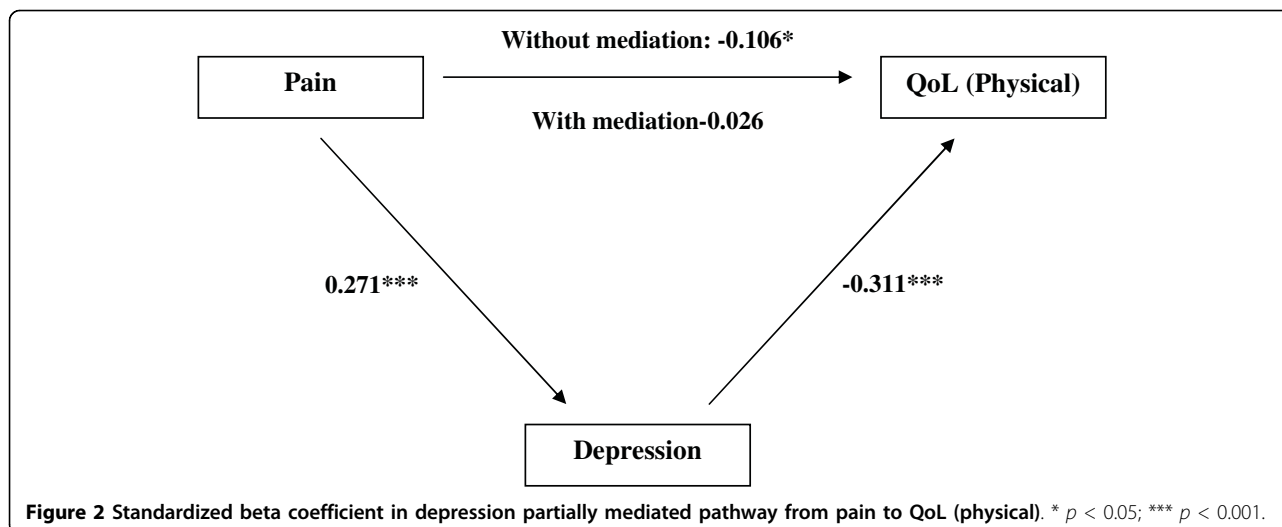 Without mediation: -0.106*
Pain
QoL (Physical)
With mediation-0.026
0.271***
-0.311***
Depression
Figure 2 Standardized beta coefficient in depression partially mediated pathway from pain to QoL (physical). * p < 0.05; *** p < 0.001.